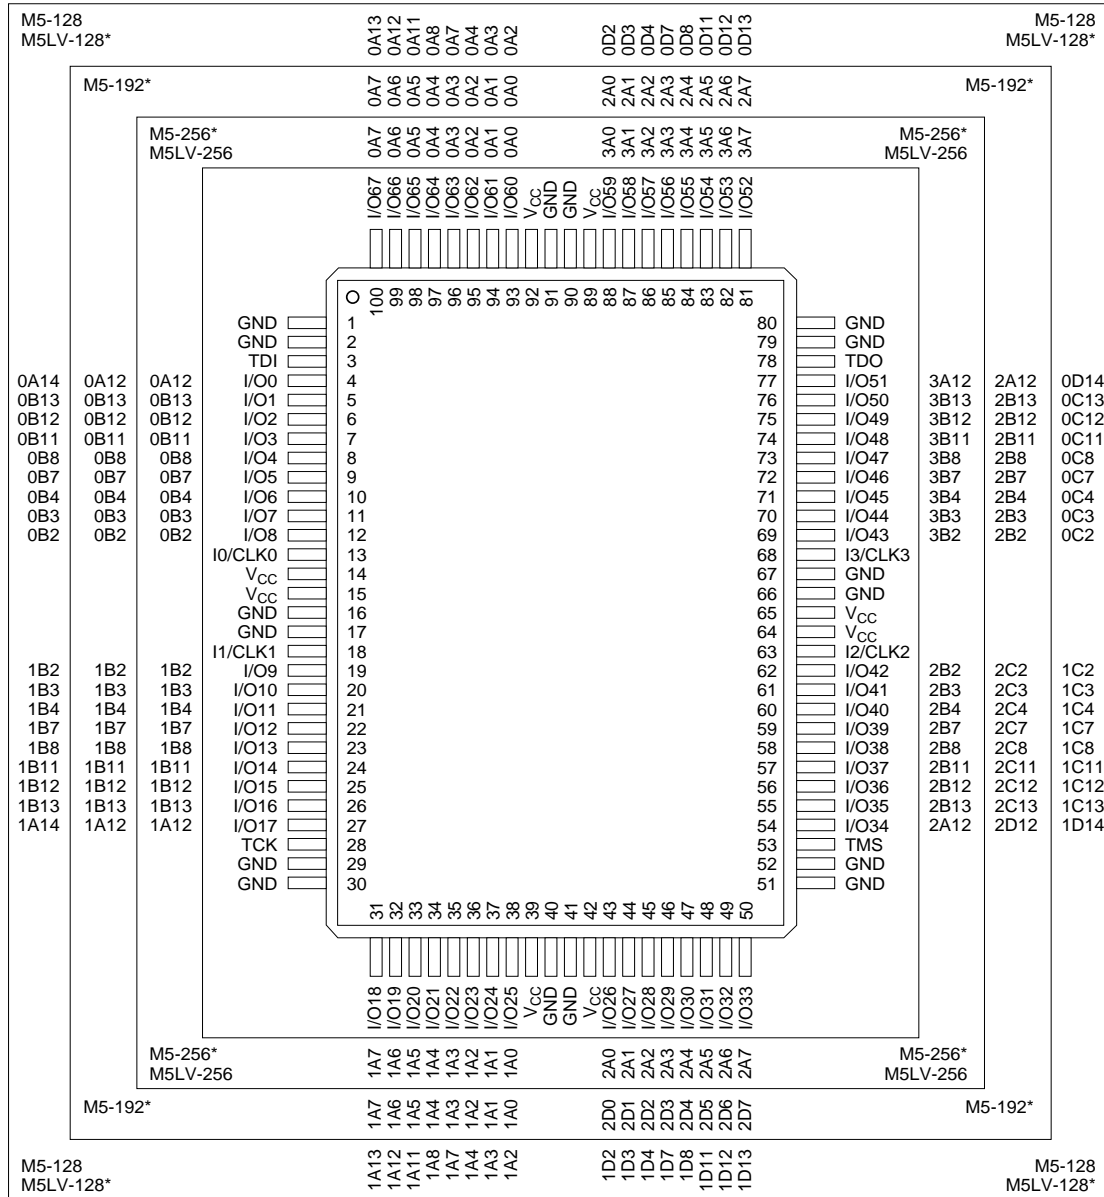 M5-128 0A13 0A12 0A11 0A8 0A7 0A4 0A3 0A2 0D2 0D3 0D4 0D7 0D8 0D11 0D12 0D13 M5-128
M5LV-128* M5LV-128*
M5-192* 0A7 0A6 0A5 0A4 0A3 0A2 0A1 0A0 2A0 2A1 2A2 2A3 2A4 2A5 2A6 2A7 M5-192*
M5-256* 0A7 0A6 0A5 0A4 0A3 0A2 0A1 0A0 3A0 3A1 3A2 3A3 3A4 3A5 3A6 3A7 M5-256*
M5LV-256 M5LV-256
I/O67 I/O66 I/O65 I/O64 I/O63 I/O62 I/O61 I/O60 VCC GND GND VCC I/O59 I/O58 I/O57 I/O56 I/O55 I/O54 I/O53 I/O52
100 99 98 97 96 95 94 93 92 91 90 89 88 87 86 85 84 83 82 81
GND 1 80 GND
GND 2 79 GND
TDI 3 78 TDO
0A14 0A12 0A12 I/O0 4 77 I/O51 3A12 2A12 0D14
0B13 0B13 0B13 I/O1 5 76 I/O50 3B13 2B13 0C13
0B12 0B12 0B12 I/O2 6 75 I/O49 3B12 2B12 0C12
0B11 0B11 0B11 I/O3 7 74 I/O48 3B11 2B11 0C11
0B8 0B8 0B8 I/O4 8 73 I/O47 3B8 2B8 0C8
0B7 0B7 0B7 I/O5 9 72 I/O46 3B7 2B7 0C7
0B4 0B4 0B4 I/O6 10 71 I/O45 3B4 2B4 0C4
0B3 0B3 0B3 I/O7 11 70 I/O44 3B3 2B3 0C3
0B2 0B2 0B2 I/O8 12 69 I/O43 3B2 2B2 0C2
I0/CLK0 13 68 I3/CLK3
VCC 14 67 GND
VCC 15 66 GND
GND 16 65 VCC
GND 17 64 VCC
I1/CLK1 18 63 I2/CLK2
1B2 1B2 1B2 I/O9 19 62 I/O42 2B2 2C2 1C2
1B3 1B3 1B3 I/O10 20 61 I/O41 2B3 2C3 1C3
1B4 1B4 1B4 I/O11 21 60 I/O40 2B4 2C4 1C4
1B7 1B7 1B7 I/O12 22 59 I/O39 2B7 2C7 1C7
1B8 1B8 1B8 I/O13 23 58 I/O38 2B8 2C8 1C8
1B11 1B11 1B11 I/O14 24 57 I/O37 2B11 2C11 1C11
1B12 1B12 1B12 I/O15 25 56 I/O36 2B12 2C12 1C12
1B13 1B13 1B13 I/O16 26 55 I/O35 2B13 2C13 1C13
1A14 1A12 1A12 I/O17 27 54 I/O34 2A12 2D12 1D14
TCK 28 53 TMS
GND 29 52 GND
GND 30 51 GND
31 32 33 34 35 36 37 38 39 40 41 42 43 44 45 46 47 48 49 50
I/O18 I/O19 I/O20 I/O21 I/O22 I/O23 I/O24 I/O25 VCC GND GND VCC I/O26 I/O27 I/O28 I/O29 I/O30 I/O31 I/O32 I/O33
M5-256* 1A7 1A6 1A5 1A4 1A3 1A2 1A1 1A0 2A0 2A1 2A2 2A3 2A4 2A5 2A6 2A7 M5-256*
M5LV-256 M5LV-256
M5-192* 1A7 1A6 1A5 1A4 1A3 1A2 1A1 1A0 2D0 2D1 2D2 2D3 2D4 2D5 2D6 2D7 M5-192*
M5-128 1A13 1A12 1A11 1A8 1A7 1A4 1A3 1A2 1D2 1D3 1D4 1D7 1D8 1D11 1D12 1D13 M5-128
M5LV-128* M5LV-128*